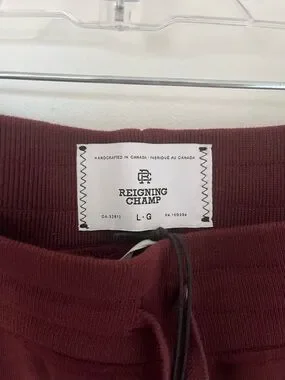 HANDCRAFTED IN CANADA · FABRIQUÉ AU CANADA
RC
REIGNING
CHAMP
L · G